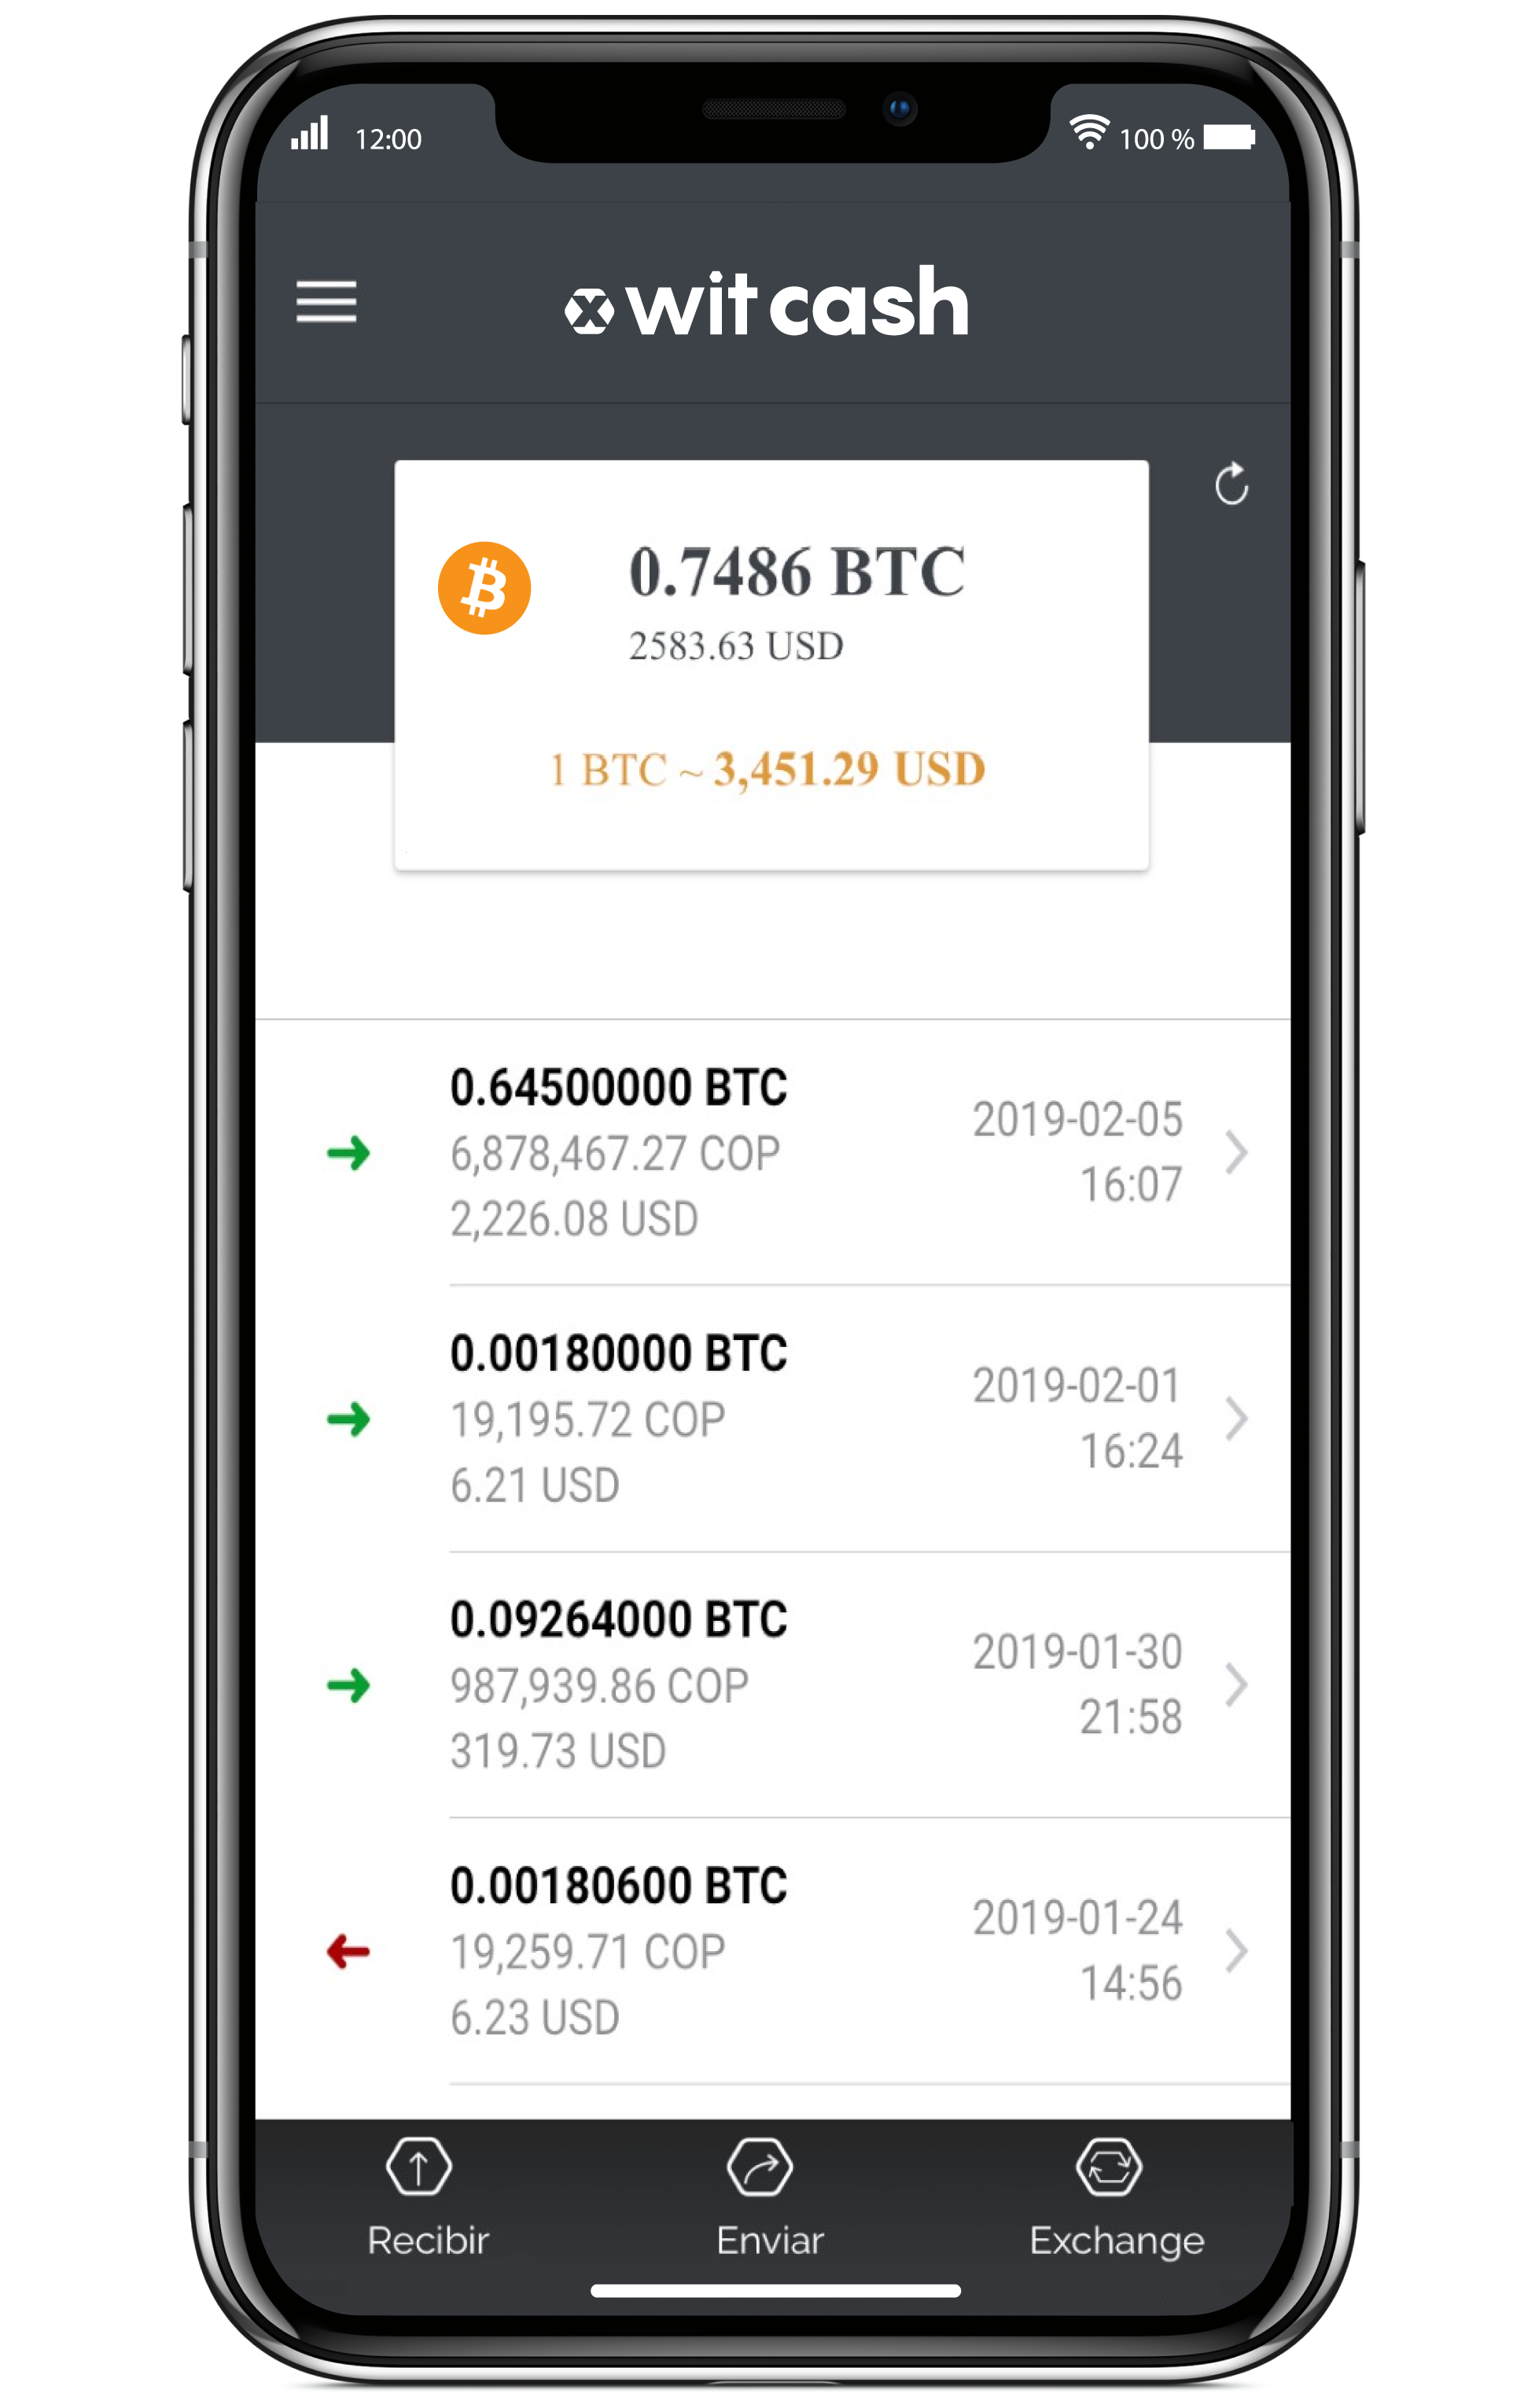 12:00
100 %
wit cash
0.7486 BTC
2583.63 USD
1 BTC ~ 3,451.29 USD
0.64500000 BTC
6,878,467.27 COP
2,226.08 USD
2019-02-05
16:07
0.00180000 BTC
19,195.72 COP
6.21 USD
2019-02-01
16:24
0.09264000 BTC
987,939.86 COP
319.73 USD
2019-01-30
21:58
0.00180600 BTC
19,259.71 COP
6.23 USD
2019-01-24
14:56
Recibir
Enviar
Exchange